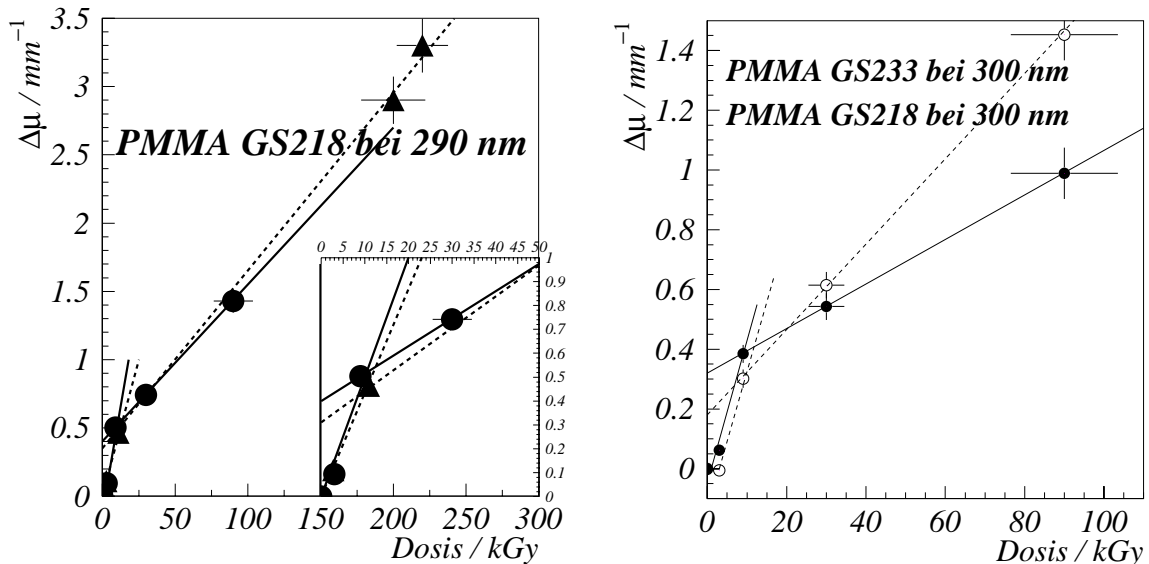 Δμ / mm⁻¹
3.5
3
2.5
2
1.5
1
0.5
0
PMMA GS218 bei 290 nm
0 5 10 15 20 25 30 35 40 45 50
1
0.9
0.8
0.7
0.6
0.5
0.4
0.3
0.2
0.1
0
0 50 100 150 200 250 300
Dosis / kGy
Δμ / mm⁻¹
1.4
1.2
1
0.8
0.6
0.4
0.2
0
PMMA GS233 bei 300 nm
PMMA GS218 bei 300 nm
0 20 40 60 80 100
Dosis / kGy